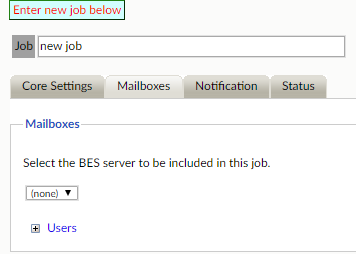 Enter new job below
Job new job
Core Settings Mailboxes Notification Status
Mailboxes
Select the BES server to be included in this job.
(none)
Users